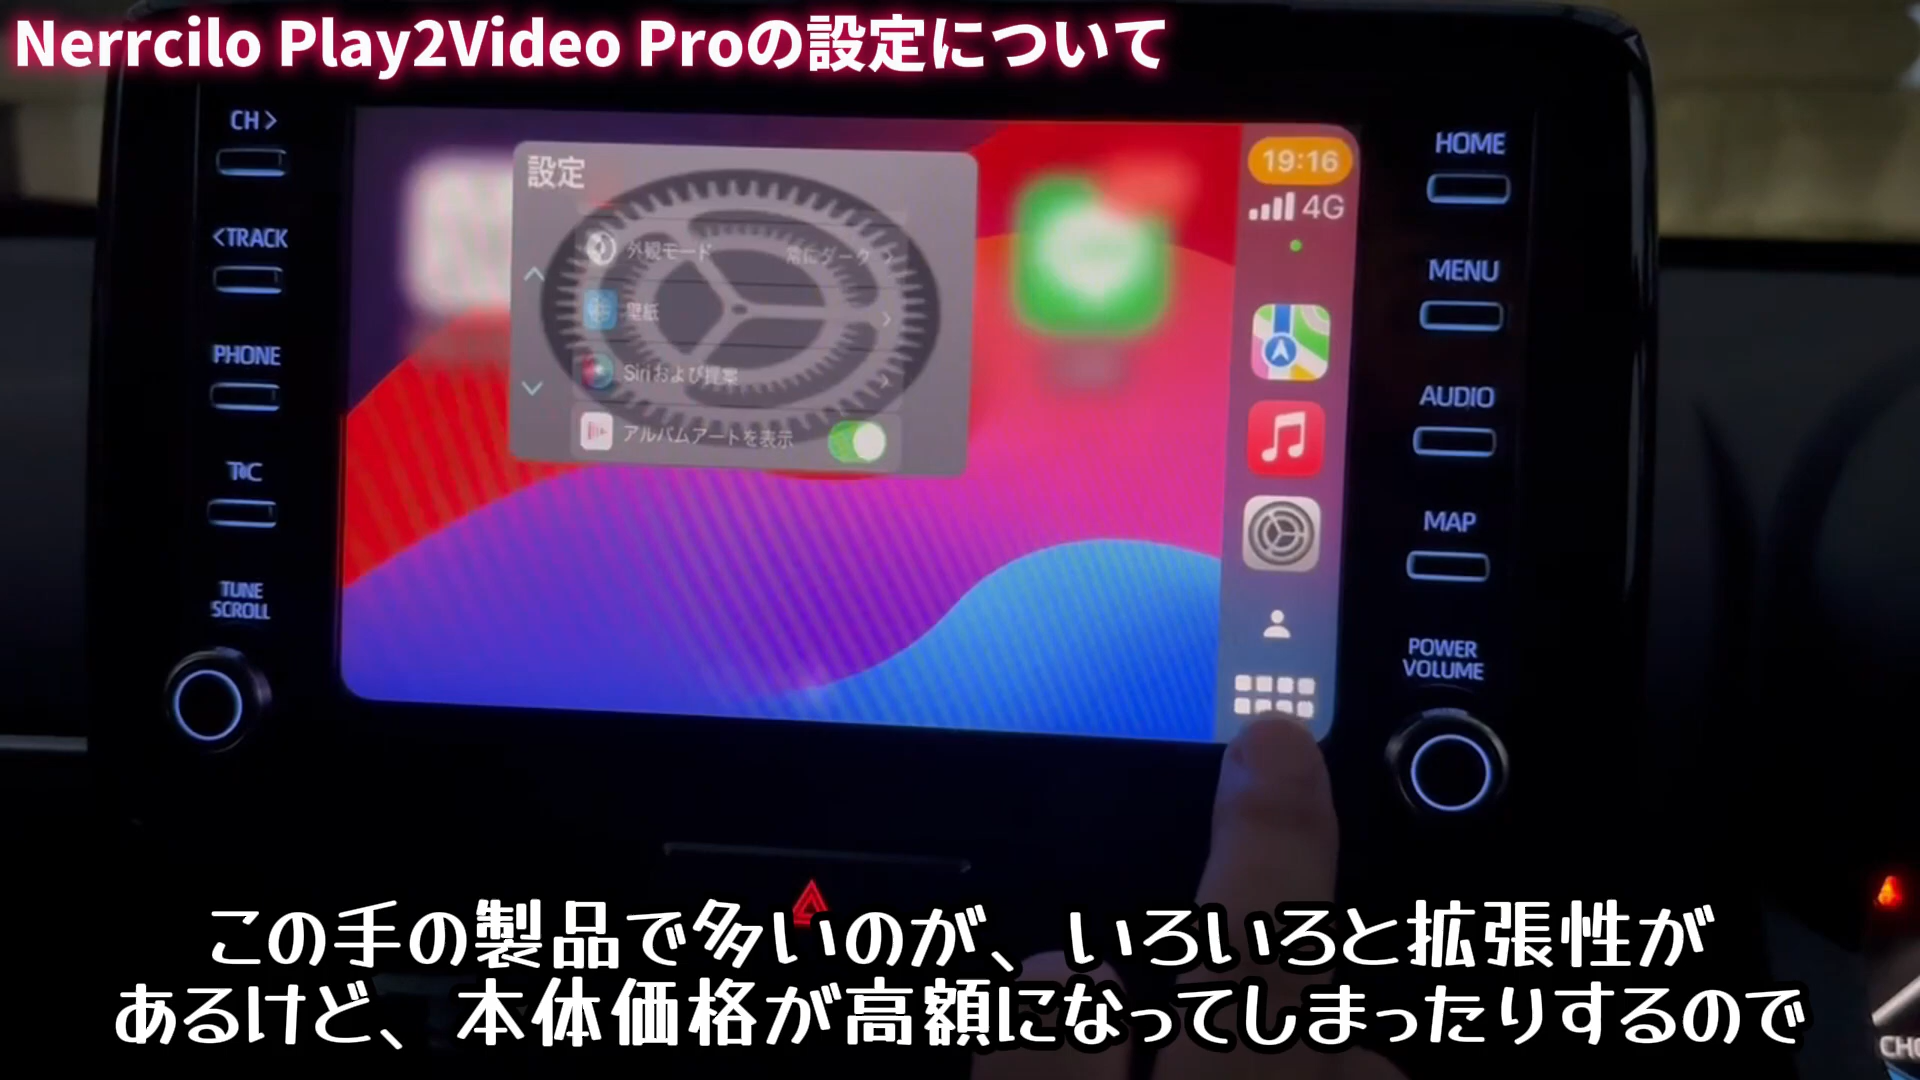 Nerrcilo Play2Video Proの設定について
CH>
<TRACK
PHONE
TUNE
SCROLL
設定
外観モード 常にダーク
壁紙
Siriおよび提案
アルバムアートを表示
19:16
4G
HOME
MENU
AUDIO
MAP
POWER
VOLUME
この手の製品で多いのが、いろいろと拡張性が
あるけど、本体価格が高額になってしまったりするので